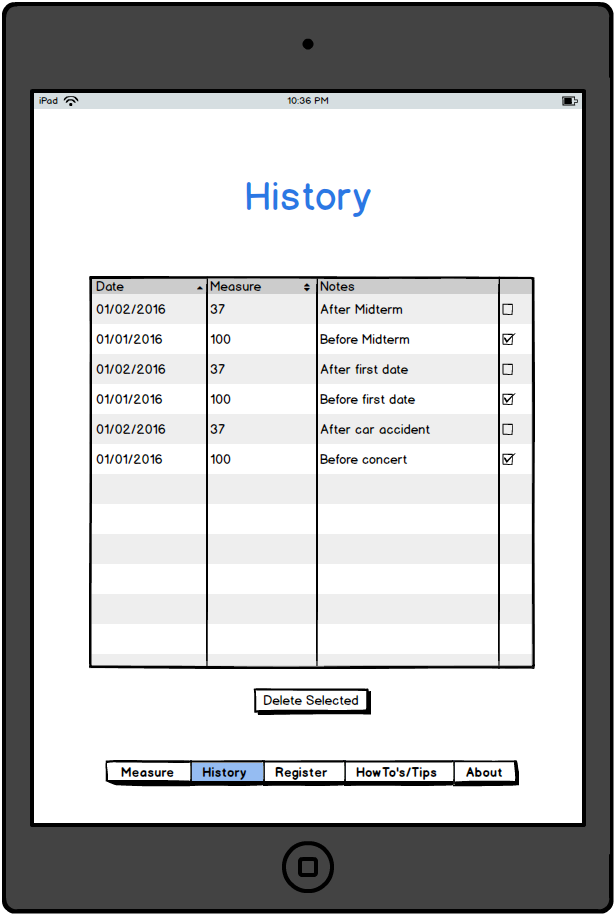 iPad 10:36 PM
History
Date Measure Notes
01/02/2016 37 After Midterm
01/01/2016 100 Before Midterm
01/02/2016 37 After first date
01/01/2016 100 Before first date
01/02/2016 37 After car accident
01/01/2016 100 Before concert
Delete Selected
Measure History Register HowTo's/Tips About